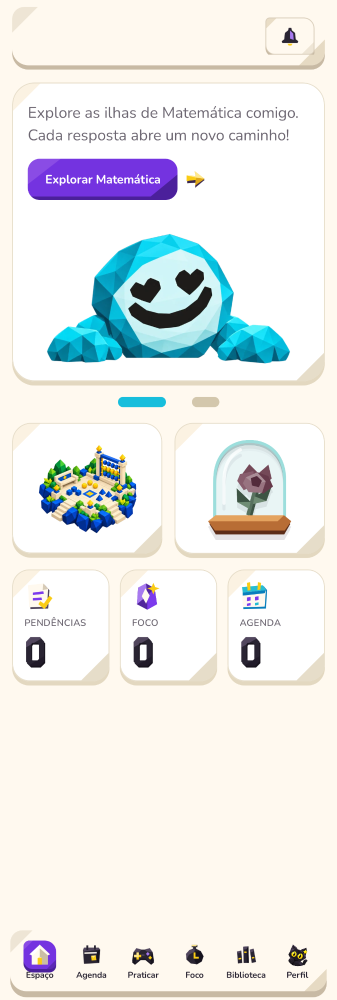 Explore as ilhas de Matemática comigo.
Cada resposta abre um novo caminho!
Explorar Matemática
PENDÊNCIAS
FOCO
AGENDA
0
0
0
Espaço
Agenda
Praticar
Foco
Biblioteca
Perfil